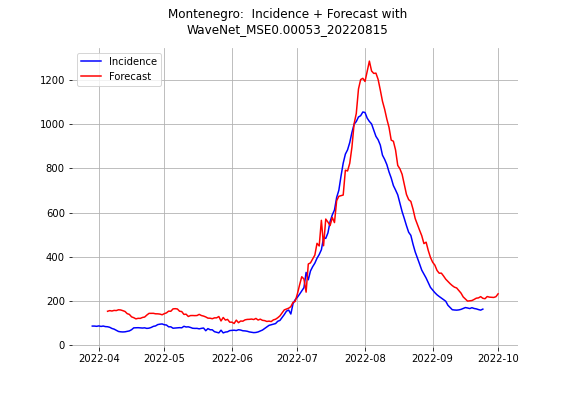 Montenegro:  Incidence + Forecast with
WaveNet_MSE0.00053_20220815
Incidence
Forecast
1200
1000
800
600
400
200
0
2022-04 2022-05 2022-06 2022-07 2022-08 2022-09 2022-10